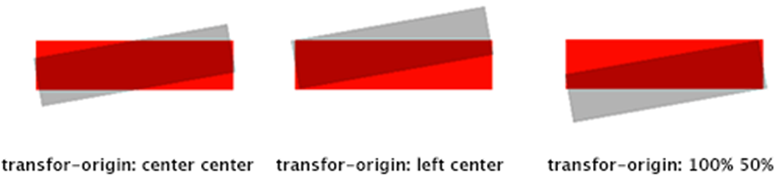 transfor-origin: center center
transfor-origin: left center
transfor-origin: 100% 50%